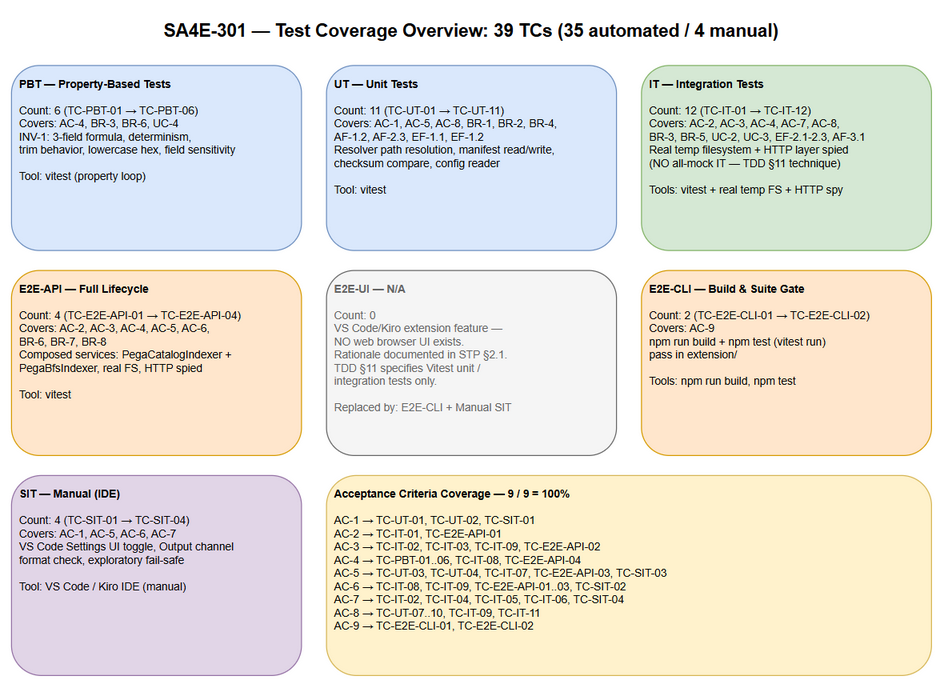 SA4E-301 — Test Coverage Overview: 39 TCs (35 automated / 4 manual)
PBT — Property-Based Tests
Count: 6 (TC-PBT-01 → TC-PBT-06)
Covers: AC-4, BR-3, BR-6, UC-4
INV-1: 3-field formula, determinism,
trim behavior, lowercase hex, field sensitivity
Tool: vitest (property loop)
UT — Unit Tests
Count: 11 (TC-UT-01 → TC-UT-11)
Covers: AC-1, AC-5, AC-8, BR-1, BR-2, BR-4,
AF-1.2, AF-2.3, EF-1.1, EF-1.2
Resolver path resolution, manifest read/write,
checksum compare, config reader
Tool: vitest
IT — Integration Tests
Count: 12 (TC-IT-01 → TC-IT-12)
Covers: AC-2, AC-3, AC-4, AC-7, AC-8,
BR-3, BR-5, UC-2, UC-3, EF-2.1-2.3, AF-3.1
Real temp filesystem + HTTP layer spied
(NO all-mock IT — TDD §11 technique)
Tools: vitest + real temp FS + HTTP spy
E2E-API — Full Lifecycle
Count: 4 (TC-E2E-API-01 → TC-E2E-API-04)
Covers: AC-2, AC-3, AC-4, AC-5, AC-6,
BR-6, BR-7, BR-8
Composed services: PegaCatalogIndexer +
PegaBfsIndexer, real FS, HTTP spied
Tool: vitest
E2E-UI — N/A
Count: 0
VS Code/Kiro extension feature —
NO web browser UI exists.
Rationale documented in STP §2.1.
TDD §11 specifies Vitest unit /
integration tests only.
Replaced by: E2E-CLI + Manual SIT
E2E-CLI — Build & Suite Gate
Count: 2 (TC-E2E-CLI-01 → TC-E2E-CLI-02)
Covers: AC-9
npm run build + npm test (vitest run)
pass in extension/
Tools: npm run build, npm test
SIT — Manual (IDE)
Count: 4 (TC-SIT-01 → TC-SIT-04)
Covers: AC-1, AC-5, AC-6, AC-7
VS Code Settings UI toggle, Output channel
format check, exploratory fail-safe
Tool: VS Code / Kiro IDE (manual)
Acceptance Criteria Coverage — 9 / 9 = 100%
AC-1 → TC-UT-01, TC-UT-02, TC-SIT-01
AC-2 → TC-IT-01, TC-E2E-API-01
AC-3 → TC-IT-02, TC-IT-03, TC-IT-09, TC-E2E-API-02
AC-4 → TC-PBT-01..06, TC-IT-08, TC-E2E-API-04
AC-5 → TC-UT-03, TC-UT-04, TC-IT-07, TC-E2E-API-03, TC-SIT-03
AC-6 → TC-IT-08, TC-IT-09, TC-E2E-API-01..03, TC-SIT-02
AC-7 → TC-IT-02, TC-IT-04, TC-IT-05, TC-IT-06, TC-SIT-04
AC-8 → TC-UT-07..10, TC-IT-09, TC-IT-11
AC-9 → TC-E2E-CLI-01, TC-E2E-CLI-02